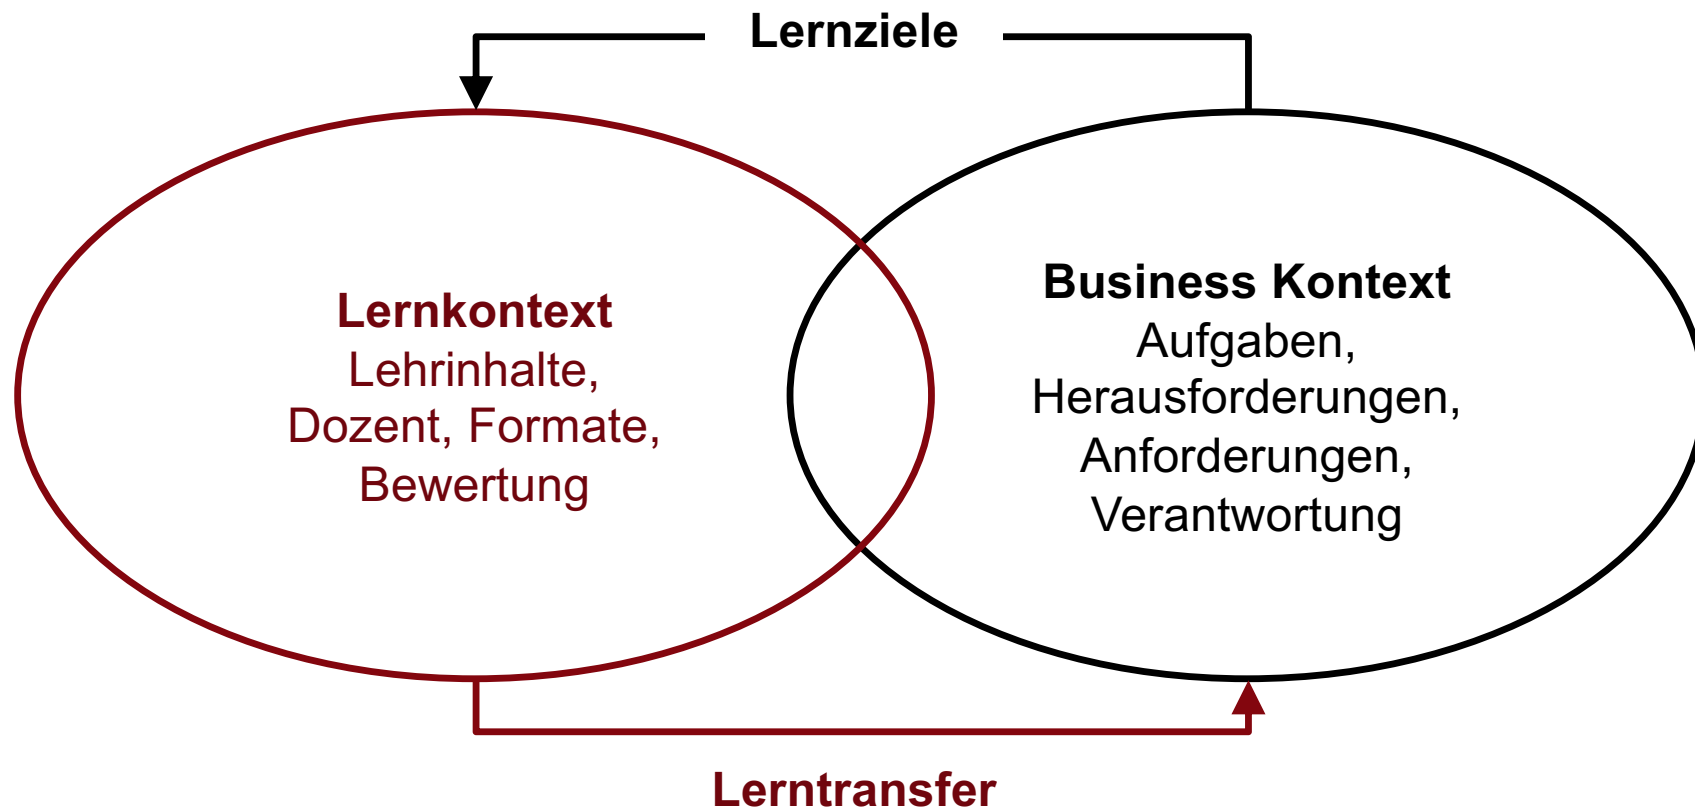 Lernziele
Lernkontext
Lehrinhalte,
Dozent, Formate,
Bewertung
Business Kontext
Aufgaben,
Herausforderungen,
Anforderungen,
Verantwortung
Lerntransfer